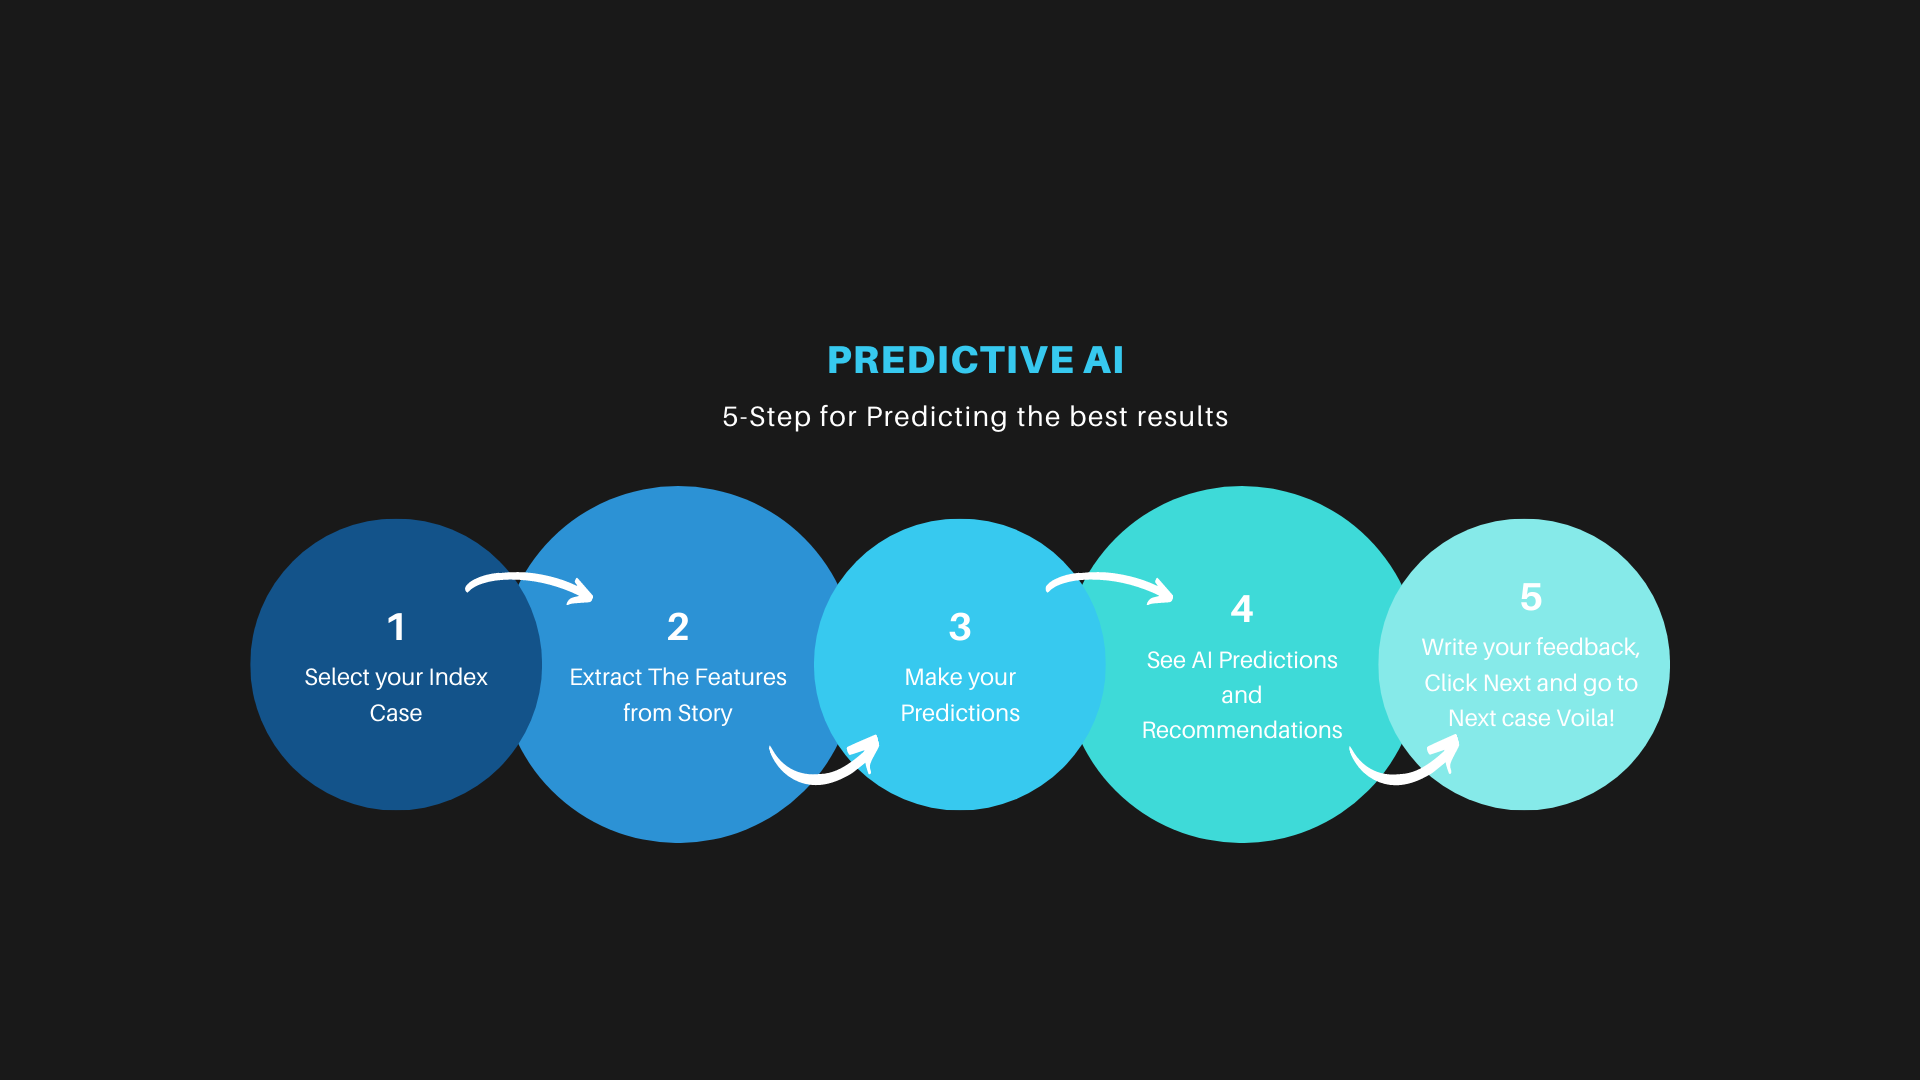 PREDICTIVE AI
5-Step for Predicting the best results
1
Select your Index
Case
2
Extract The Features
from Story
3
Make your
Predictions
4
See AI Predictions
and
Recommendations
5
Write your feedback,
Click Next and go to
Next case Voila!